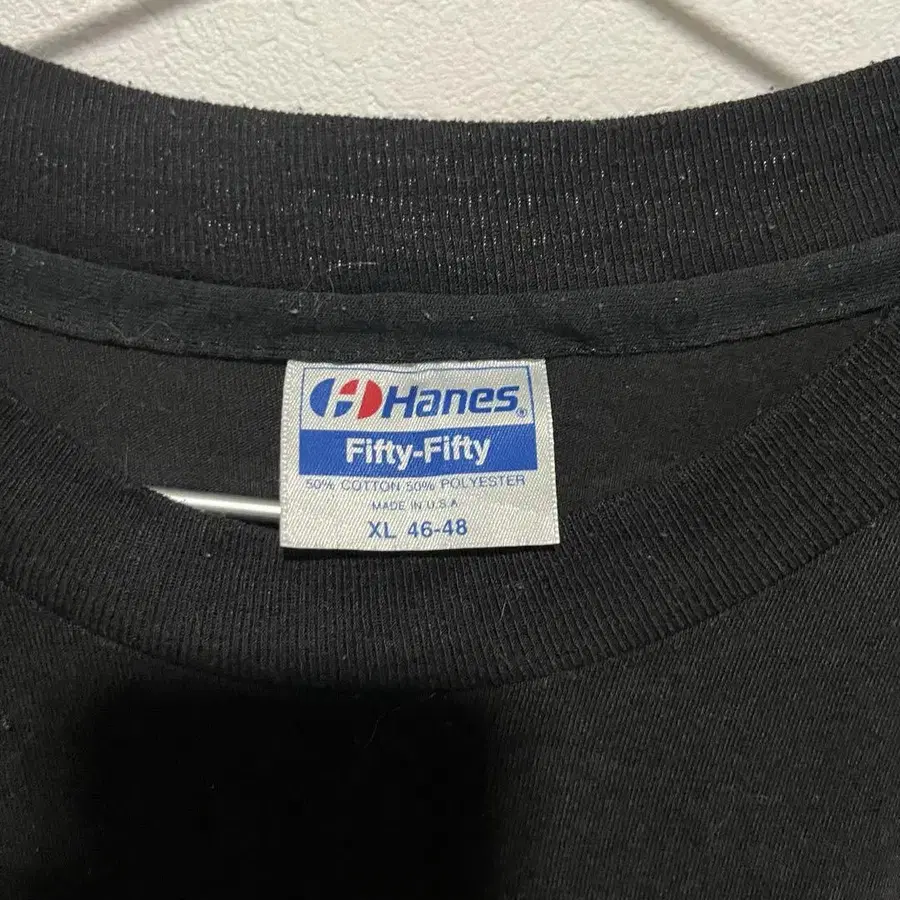 Hanes®
Fifty-Fifty
50% COTTON 50% POLYESTER
MADE IN U.S.A
XL 46-48